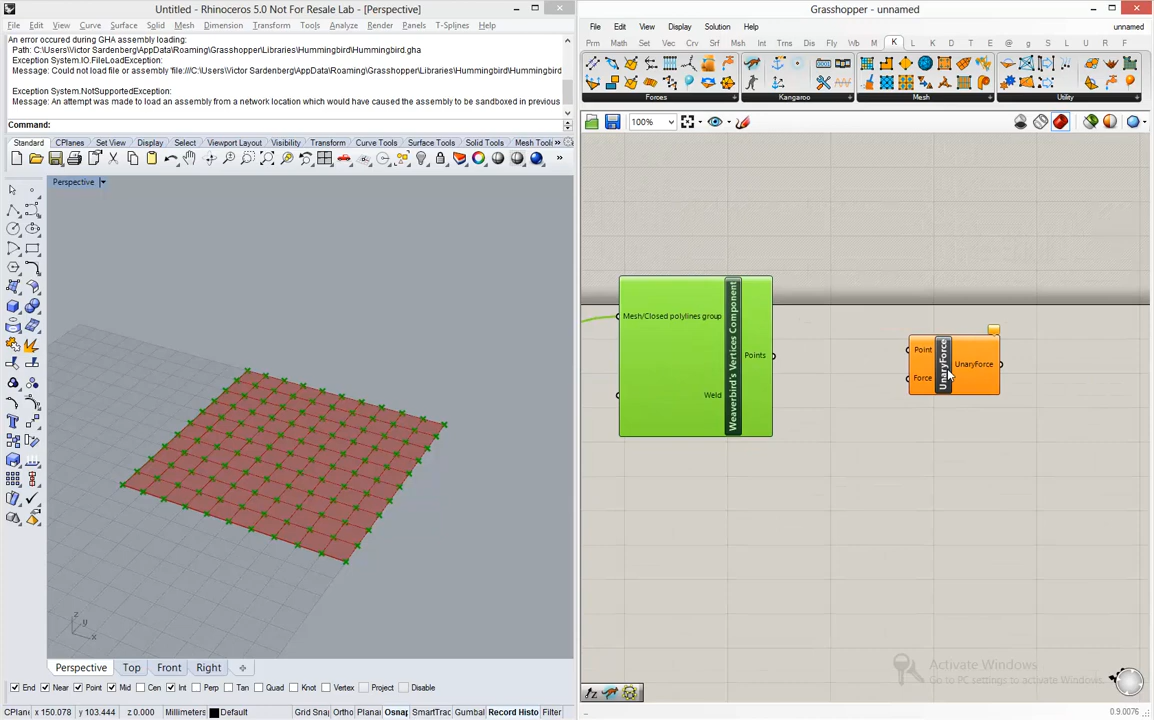 Untitled - Rhinoceros 5.0 Not For Resale Lab - [Perspective]
File Edit View Curve Surface Solid Mesh Dimension Transform Tools Analyze Render Panels T-Splines Help
An error occured during GHA assembly loading:
Path: C:\Users\Victor Sardenberg\AppData\Roaming\Grasshopper\Libraries\Hummingbird\Hummingbird.gha
Exception System.IO.FileLoadException:
Message: Could not load file or assembly 'file:///C:\Users\Victor Sardenberg\AppData\Roaming\Grasshopper\Libraries\Hummingbird\Hummingbird
Exception System.NotSupportedException:
Message: An attempt was made to load an assembly from a network location which would have caused the assembly to be sandboxed in previous
Command:
Standard CPlanes Set View Display Select Viewport Layout Visibility Transform Curve Tools Surface Tools Solid Tools Mesh Tools »
Perspective
z y x
Perspective Top Front Right
End Near Point Mid Cen Int Perp Tan Quad Knot Vertex Project Disable
CPlane x 150.078 y 103.444 z 0.000 Millimeters Default Grid Snap Ortho Planar Osnap SmartTrac Gumbal Record Histo Filter
Grasshopper - unnamed
File Edit View Display Solution Help unnamed
Prm Math Set Vec Crv Srf Msh Int Trns Dis Fly Wb M K L K D T E @ g S L U R F
Forces Kangaroo Mesh Utility
100%
Mesh/Closed polylines group
Weld
Weaverbird's Vertices Component
Points
Point
Force
UnaryForce
UnaryForce
Activate Windows
Go to PC settings to activate Windows.
0.9.0076